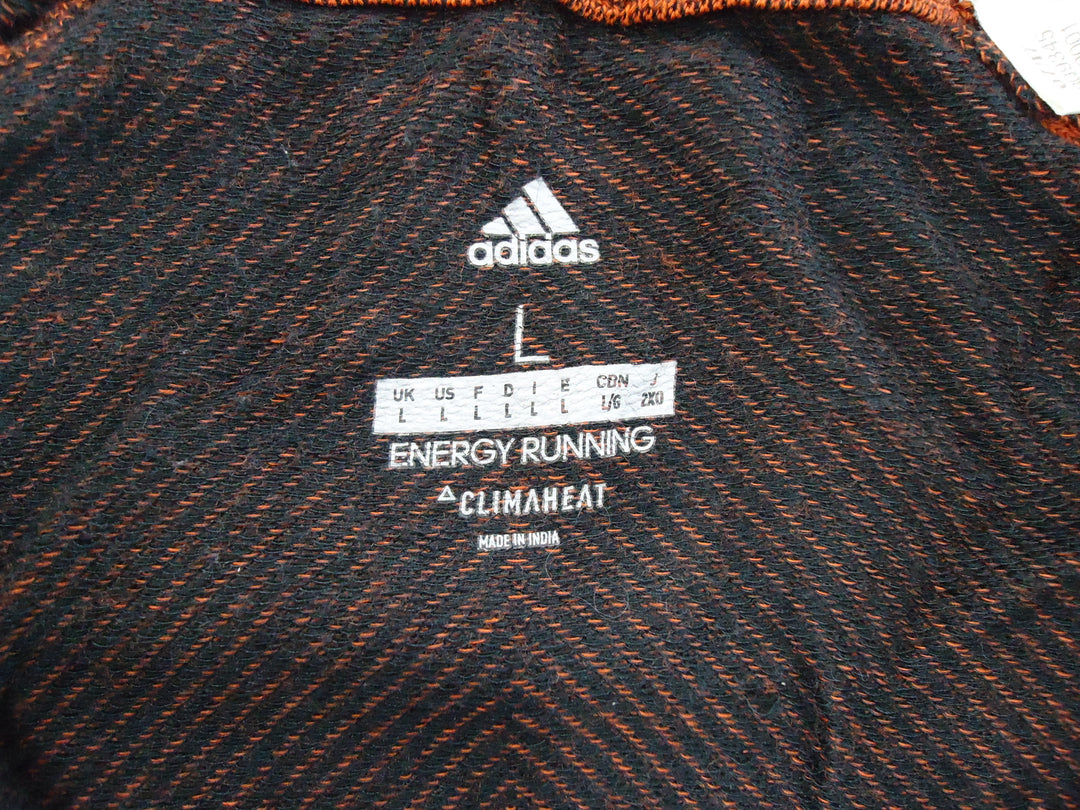 adidas
L
UK US F D I E CDN J
L L L L L L L/G 2XO
ENERGY RUNNING
CLIMAHEAT
MADE IN INDIA